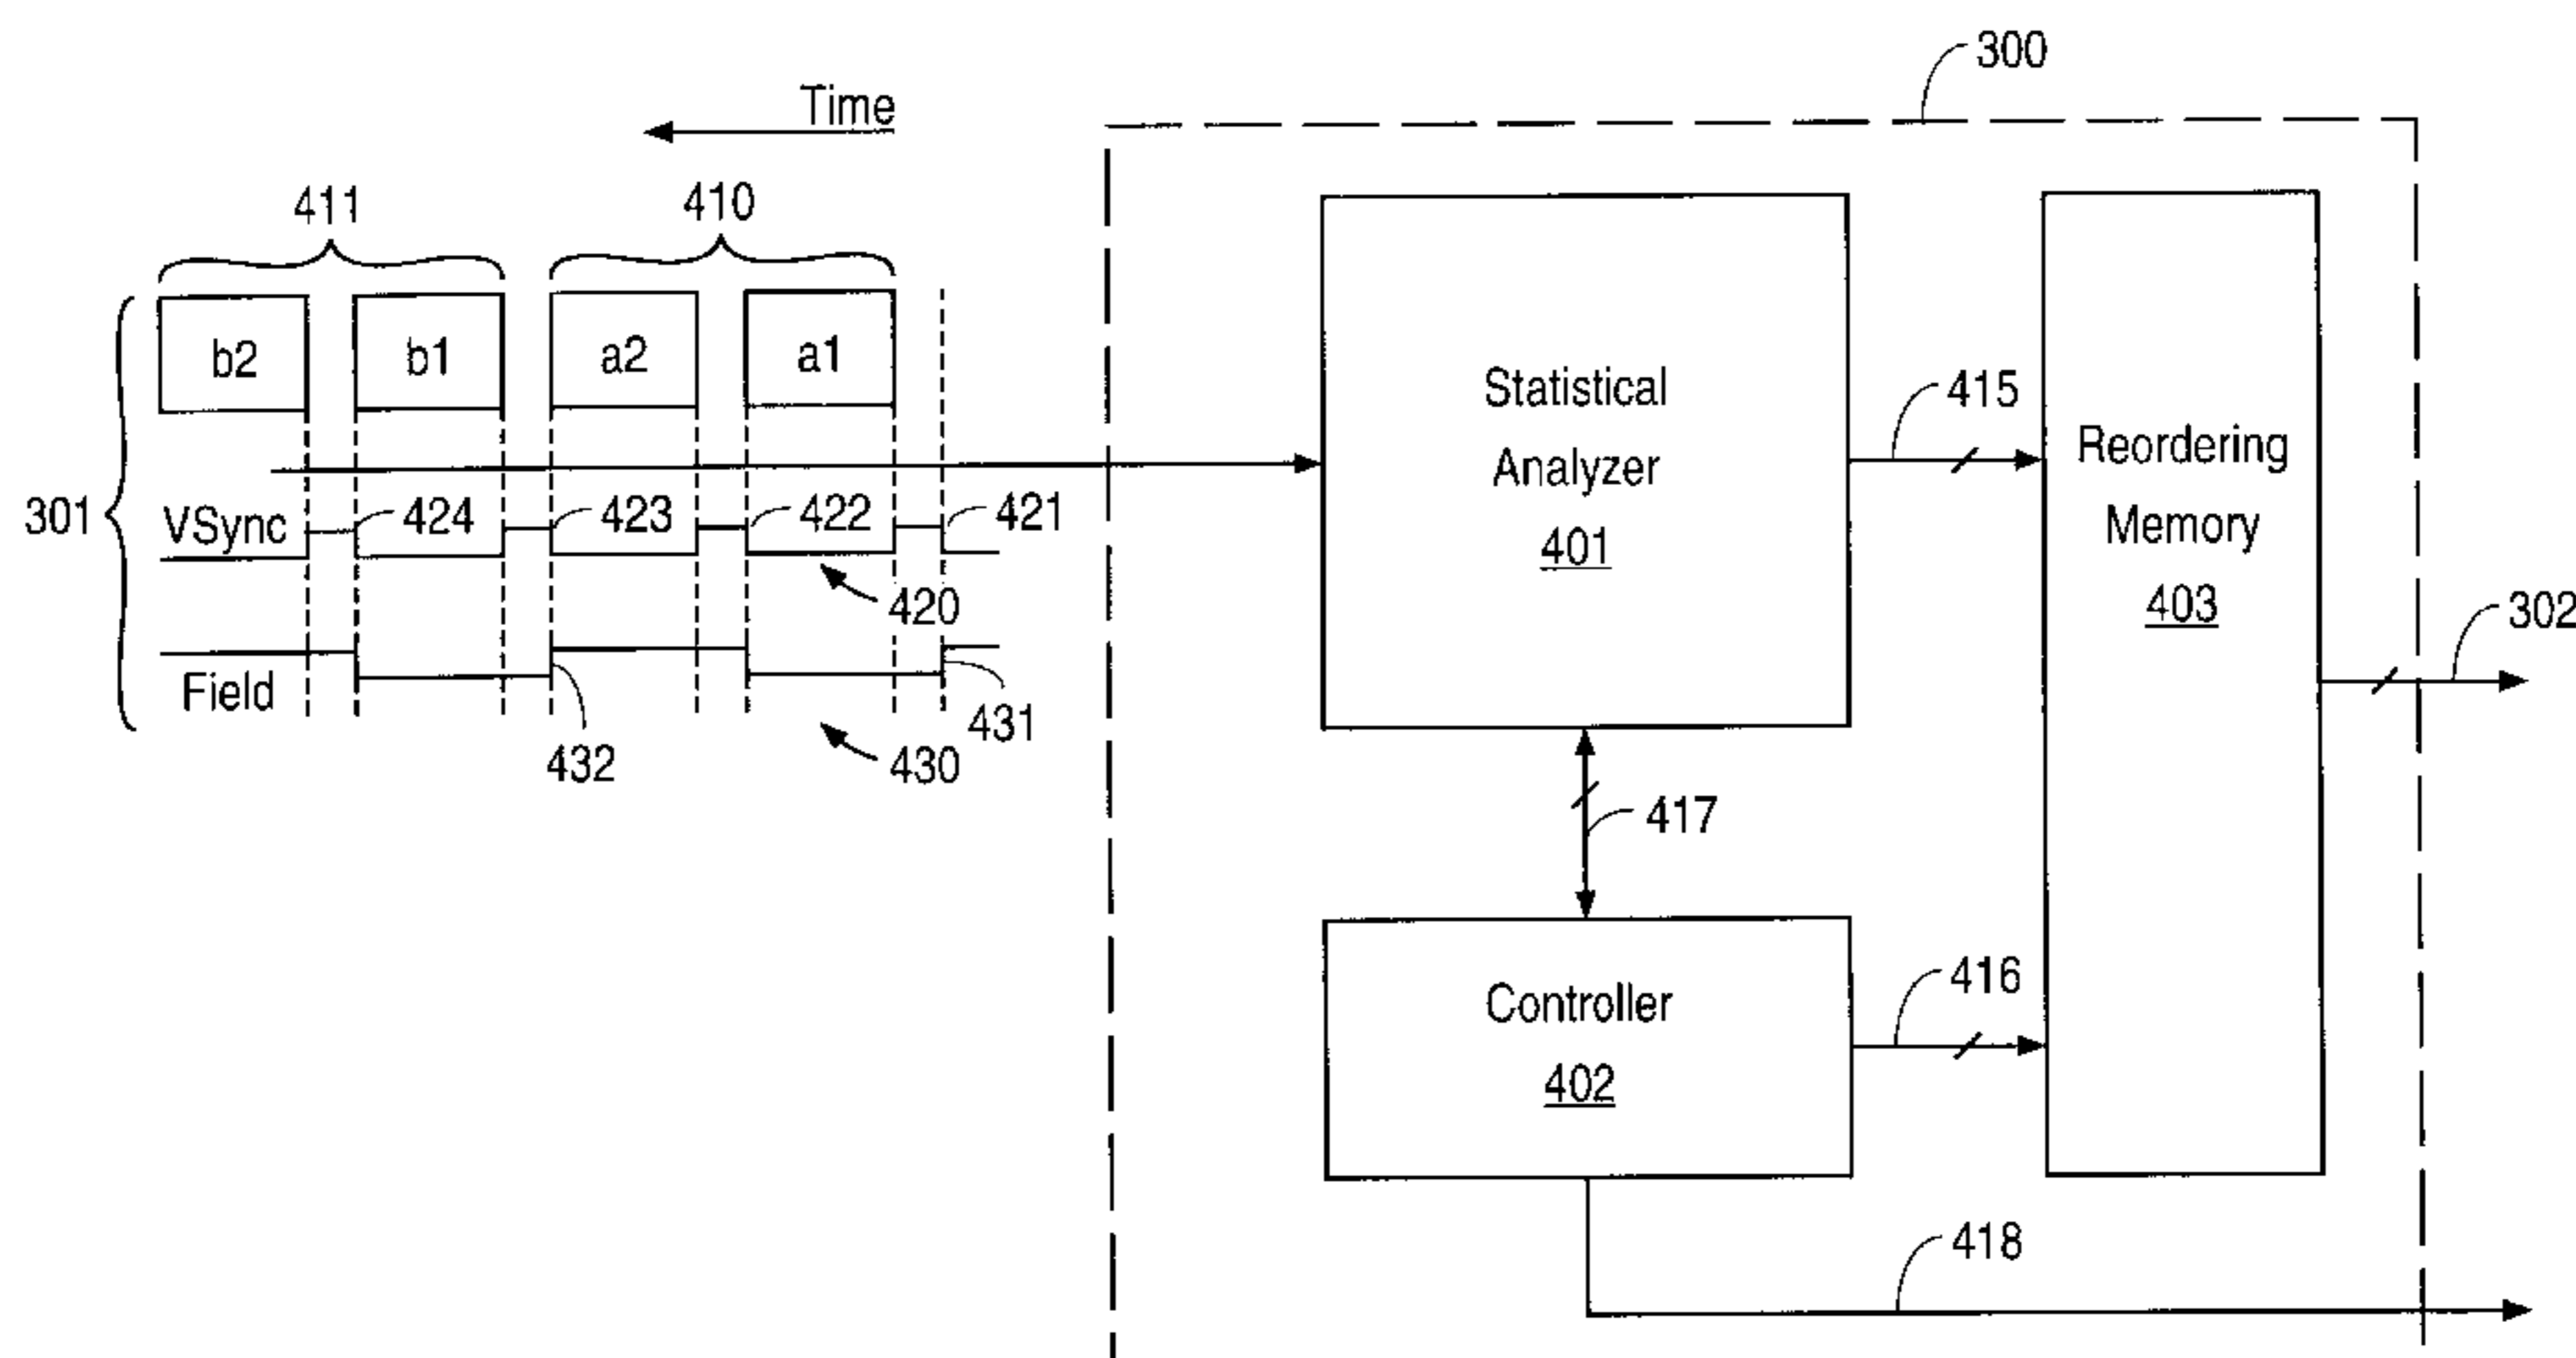 300
Time
411
410
b2
b1
a2
a1
301
VSync
424
423
422
421
420
Field
432
431
430
Statistical
Analyzer
401
415
Reordering
Memory
403
302
417
Controller
402
416
418